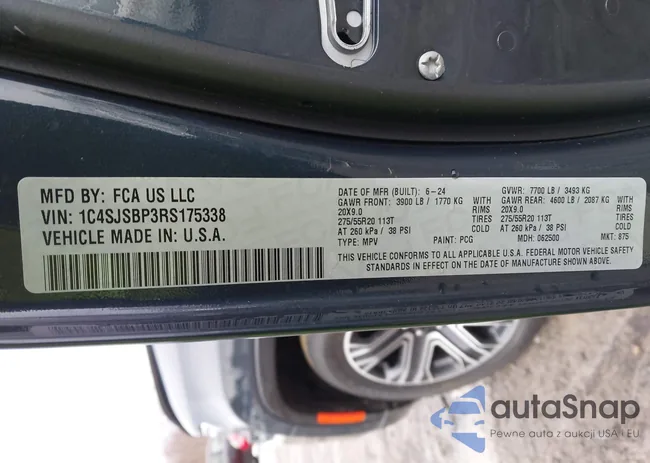 MFD BY: FCA US LLC
VIN: 1C4SJSBP3RS175338
VEHICLE MADE IN: U.S.A.
DATE OF MFR (BUILT): 6-24 GVWR: 7700 LB / 3493 KG
GAWR FRONT: 3900 LB / 1770 KG GAWR REAR: 4600 LB / 2087 KG
20X9.0 RIMS 20X9.0 RIMS
275/55R20 113T TIRES 275/55R20 113T TIRES
AT 260 kPa / 38 PSI COLD AT 260 kPa / 38 PSI COLD
TYPE: MPV PAINT: PCG MDH: 062500 MKT: 875
THIS VEHICLE CONFORMS TO ALL APPLICABLE U.S.A. FEDERAL MOTOR VEHICLE SAFETY
STANDARDS IN EFFECT ON THE DATE OF MANUFACTURE SHOWN ABOVE.
autaSnap
Pewne auta z aukcji USA i EU